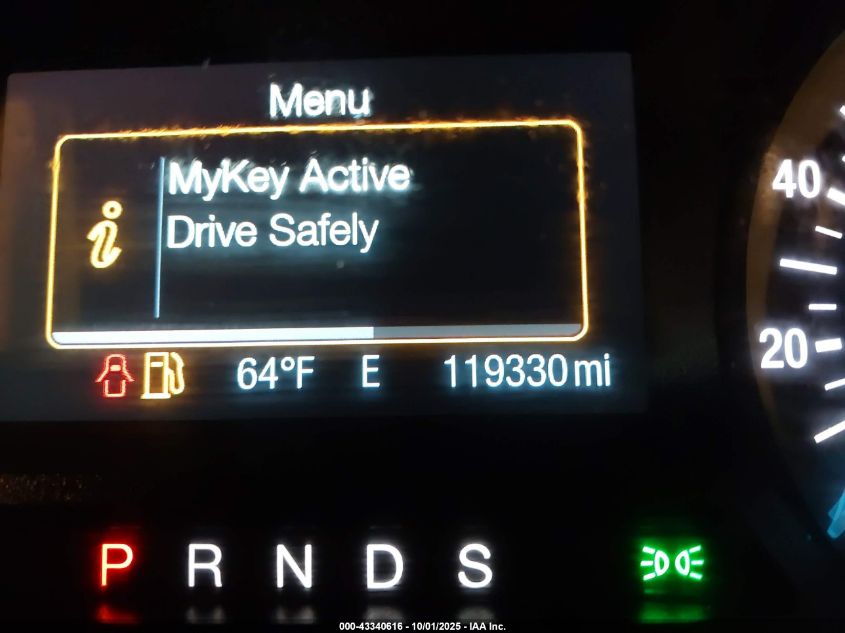 Menu
MyKey Active
Drive Safely
64°F E 119330 mi
40
20
P R N D S
000-43340616 - 10/01/2025 - IAA Inc.